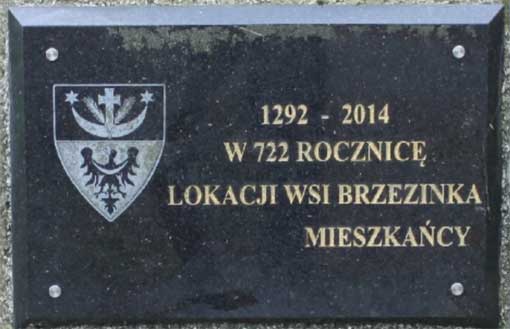 1292 - 2014
W 722 ROCZNICĘ
LOKACJI WSI BRZEZINKA
MIESZKAŃCY